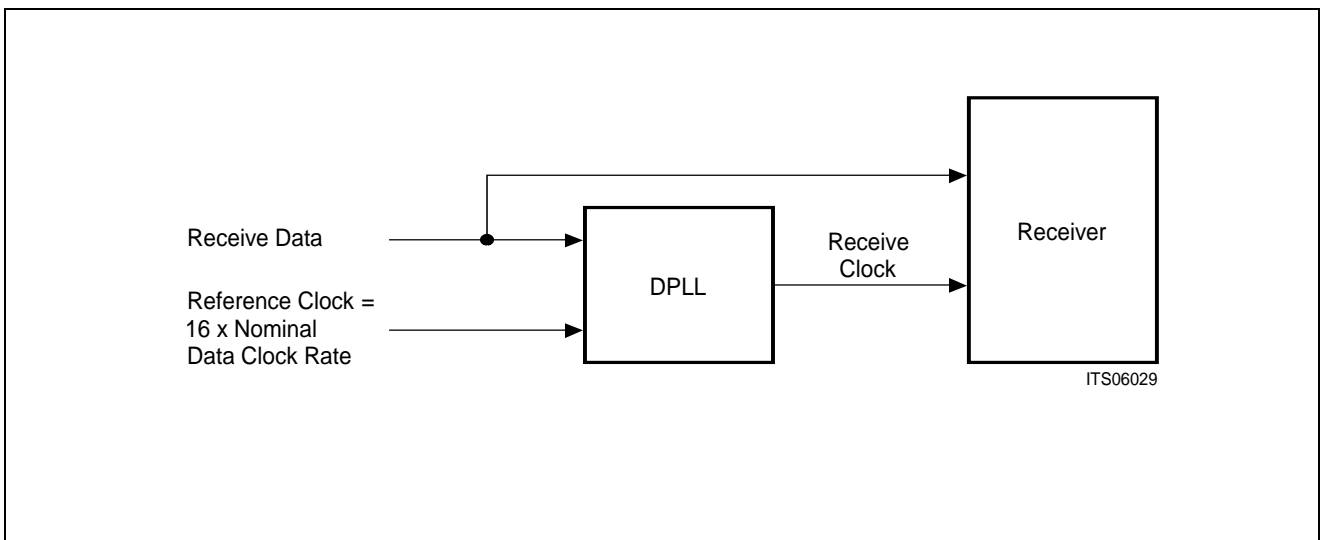 Receive Data
Reference Clock =
16 x Nominal
Data Clock Rate
DPLL
Receive
Clock
Receiver
ITS06029